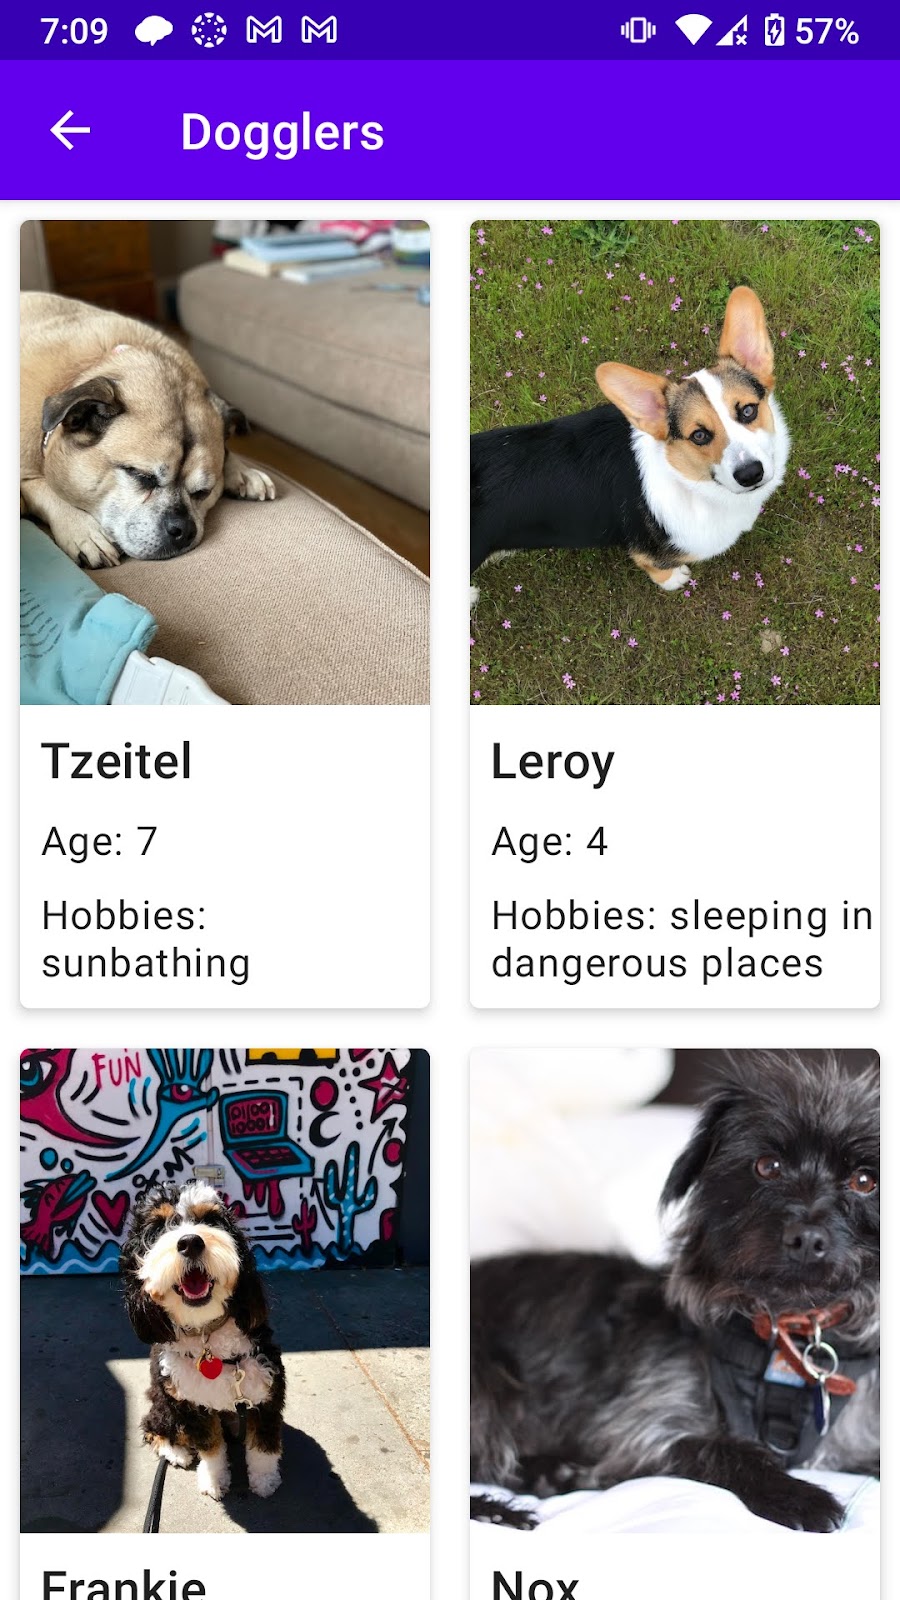 7:09
57%
Dogglers
Tzeitel
Age: 7
Hobbies:
sunbathing
Leroy
Age: 4
Hobbies: sleeping in
dangerous places
FUN
Frankie
Nox